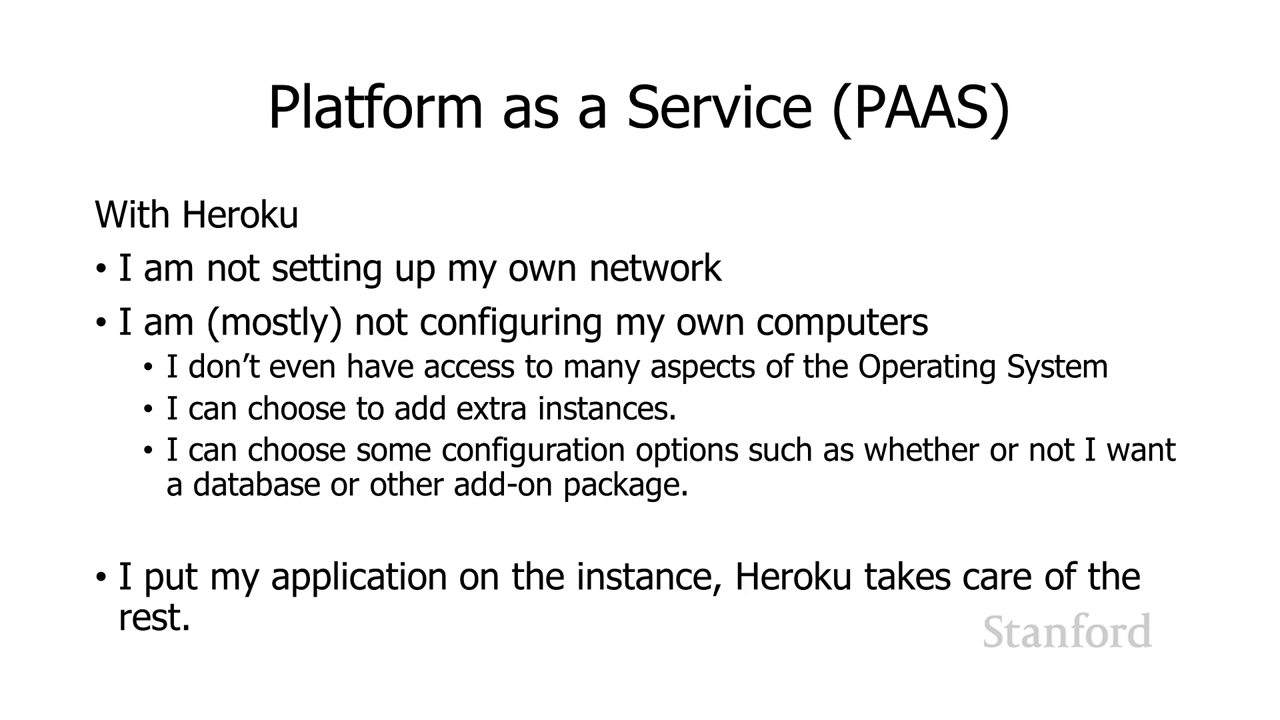 Platform as a Service (PAAS)
With Heroku
• I am not setting up my own network
• I am (mostly) not configuring my own computers
• I don’t even have access to many aspects of the Operating System
• I can choose to add extra instances.
• I can choose some configuration options such as whether or not I want
a database or other add-on package.
• I put my application on the instance, Heroku takes care of the
rest.
Stanford